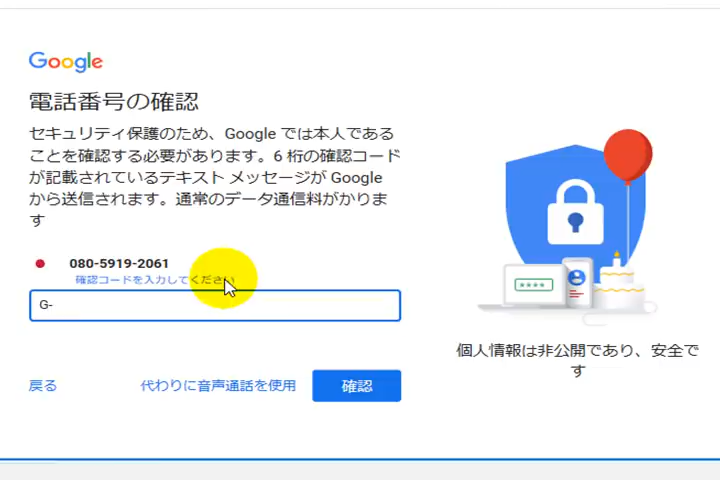 Google
電話番号の確認
セキュリティ保護のため、Google では本人である
ことを確認する必要があります。6 桁の確認コード
が記載されているテキスト メッセージが Google
から送信されます。通常のデータ通信料がかりま
す
080-5919-2061
確認コードを入力してください
G-
個人情報は非公開であり、安全で
す
戻る
代わりに音声通話を使用
確認